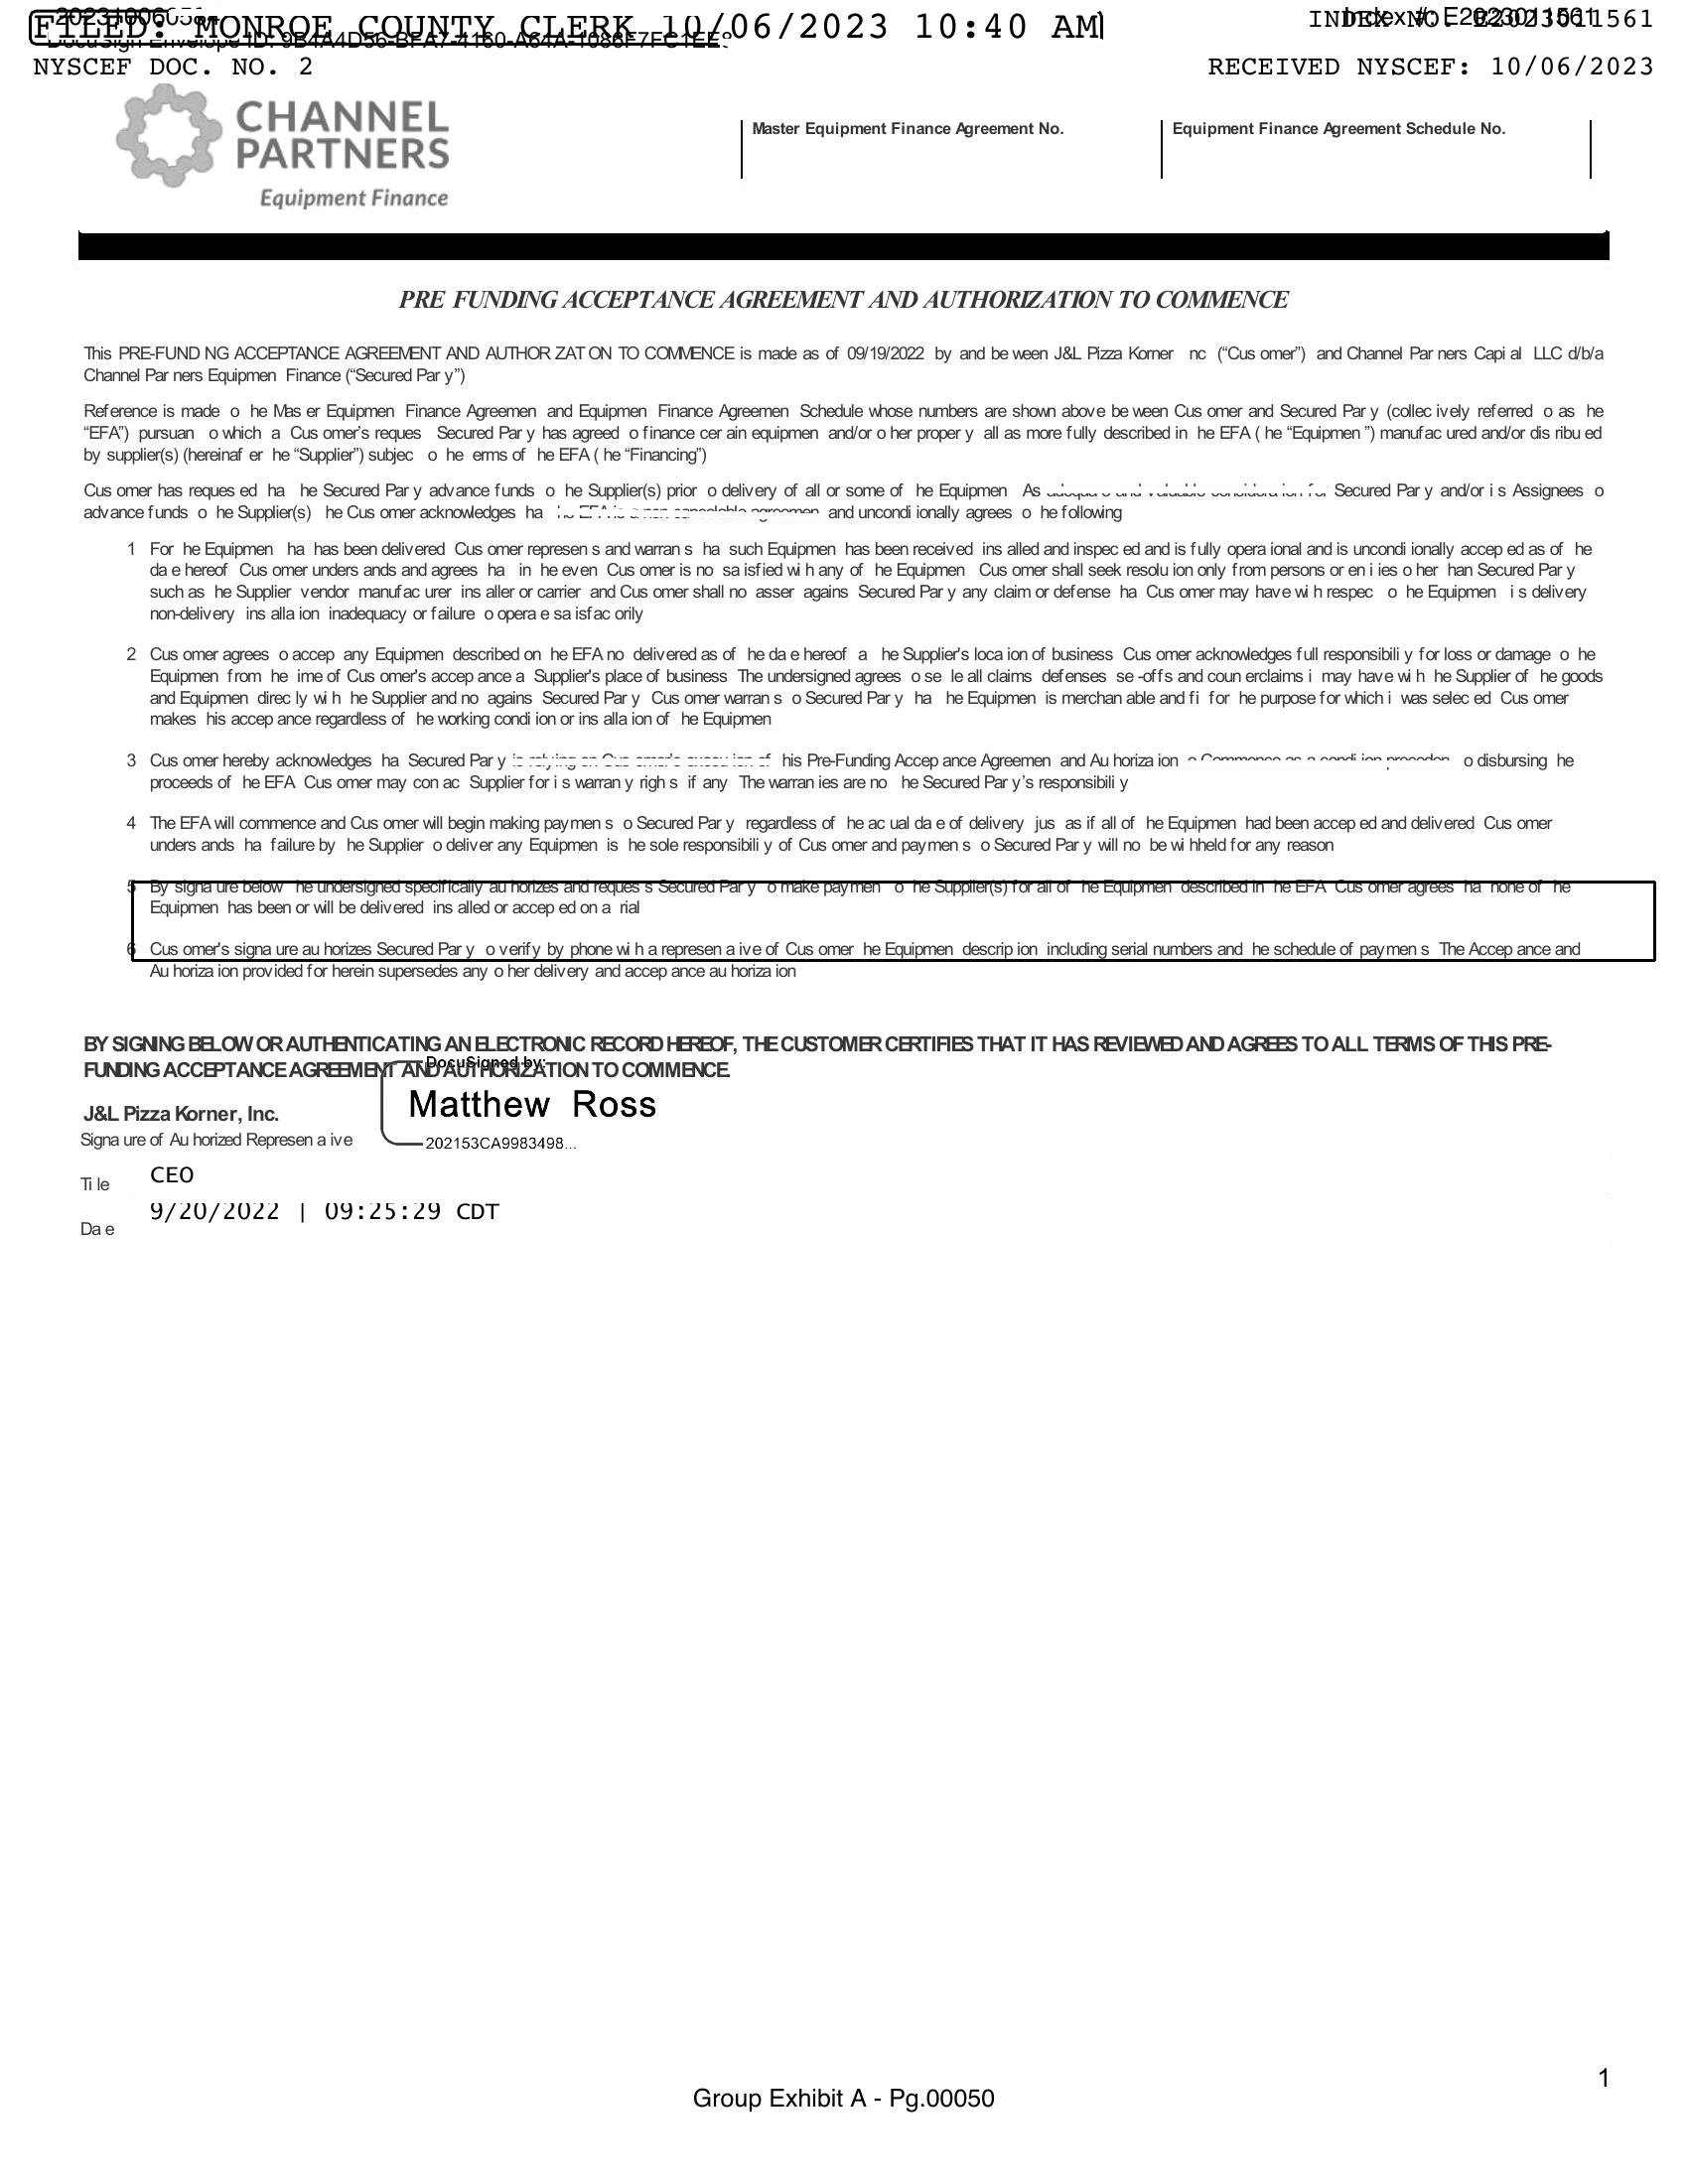 202310060584
FILED: MONROE COUNTY CLERK 10/06/2023 10:40 AM
INDEX NO. E2023011561
Index #: E2023011561
DocuSign Envelope ID: 9B4A4D56-BFA7-4160-A64A-1086F7FC1EE
NYSCEF DOC. NO. 2
RECEIVED NYSCEF: 10/06/2023
CHANNEL
PARTNERS
Equipment Finance
Master Equipment Finance Agreement No.
Equipment Finance Agreement Schedule No.
PRE FUNDING ACCEPTANCE AGREEMENT AND AUTHORIZATION TO COMMENCE
This PRE-FUND NG ACCEPTANCE AGREEMENT AND AUTHOR ZAT ON TO COMMENCE is made as of 09/19/2022 by and be ween J&L Pizza Korner nc (“Cus omer”) and Channel Par ners Capi al LLC d/b/a
Channel Par ners Equipmen Finance (“Secured Par y”)
Reference is made o he Mas er Equipmen Finance Agreemen and Equipmen Finance Agreemen Schedule whose numbers are shown above be ween Cus omer and Secured Par y (collec ively referred o as he
“EFA”) pursuan o which a Cus omer’s reques Secured Par y has agreed o finance cer ain equipmen and/or o her proper y all as more fully described in he EFA ( he “Equipmen ”) manufac ured and/or dis ribu ed
by supplier(s) (hereinaf er he “Supplier”) subjec o he erms of he EFA ( he “Financing”)
Cus omer has reques ed ha he Secured Par y advance funds o he Supplier(s) prior o delivery of all or some of he Equipmen As Secured Par y and/or i s Assignees o
advance funds o he Supplier(s) he Cus omer acknowledges ha and uncondi ionally agrees o he following
1 For he Equipmen ha has been delivered Cus omer represen s and warran s ha such Equipmen has been received ins alled and inspec ed and is fully opera ional and is uncondi ionally accep ed as of he
da e hereof Cus omer unders ands and agrees ha in he even Cus omer is no sa isfied wi h any of he Equipmen Cus omer shall seek resolu ion only from persons or en i ies o her han Secured Par y
such as he Supplier vendor manufac urer ins aller or carrier and Cus omer shall no asser agains Secured Par y any claim or defense ha Cus omer may have wi h respec o he Equipmen i s delivery
non-delivery ins alla ion inadequacy or failure o opera e sa isfac orily
2 Cus omer agrees o accep any Equipmen described on he EFA no delivered as of he da e hereof a he Supplier's loca ion of business Cus omer acknowledges full responsibili y for loss or damage o he
Equipmen from he ime of Cus omer's accep ance a Supplier's place of business The undersigned agrees o se le all claims defenses se -offs and coun erclaims i may have wi h he Supplier of he goods
and Equipmen direc ly wi h he Supplier and no agains Secured Par y Cus omer warran s o Secured Par y ha he Equipmen is merchan able and fi for he purpose for which i was selec ed Cus omer
makes his accep ance regardless of he working condi ion or ins alla ion of he Equipmen
3 Cus omer hereby acknowledges ha Secured Par y is relying on Cus omer's execu ion of his Pre-Funding Accep ance Agreemen and Au horiza ion o Commence as a condi ion preceden o disbursing he
proceeds of he EFA Cus omer may con ac Supplier for i s warran y righ s if any The warran ies are no he Secured Par y’s responsibili y
4 The EFA will commence and Cus omer will begin making paymen s o Secured Par y regardless of he ac ual da e of delivery jus as if all of he Equipmen had been accep ed and delivered Cus omer
unders ands ha failure by he Supplier o deliver any Equipmen is he sole responsibili y of Cus omer and paymen s o Secured Par y will no be wi hheld for any reason
5 By signa ure below he undersigned specifically au horizes and reques s Secured Par y o make paymen o he Supplier(s) for all of he Equipmen described in he EFA Cus omer agrees ha none of he
Equipmen has been or will be delivered ins alled or accep ed on a rial
6 Cus omer's signa ure au horizes Secured Par y o verify by phone wi h a represen a ive of Cus omer he Equipmen descrip ion including serial numbers and he schedule of paymen s The Accep ance and
Au horiza ion provided for herein supersedes any o her delivery and accep ance au horiza ion
BY SIGNING BELOW OR AUTHENTICATING AN ELECTRONIC RECORD HEREOF, THE CUSTOMER CERTIFIES THAT IT HAS REVIEWED AND AGREES TO ALL TERMS OF THIS PRE-
FUNDING ACCEPTANCE AGREEMENT AND AUTHORIZATION TO COMMENCE.
DocuSigned by:
J&L Pizza Korner, Inc.
Matthew Ross
Signa ure of Au horized Represen a ive
202153CA9983498...
Ti le CEO
Da e 9/20/2022 | 09:25:29 CDT
1
Group Exhibit A - Pg.00050